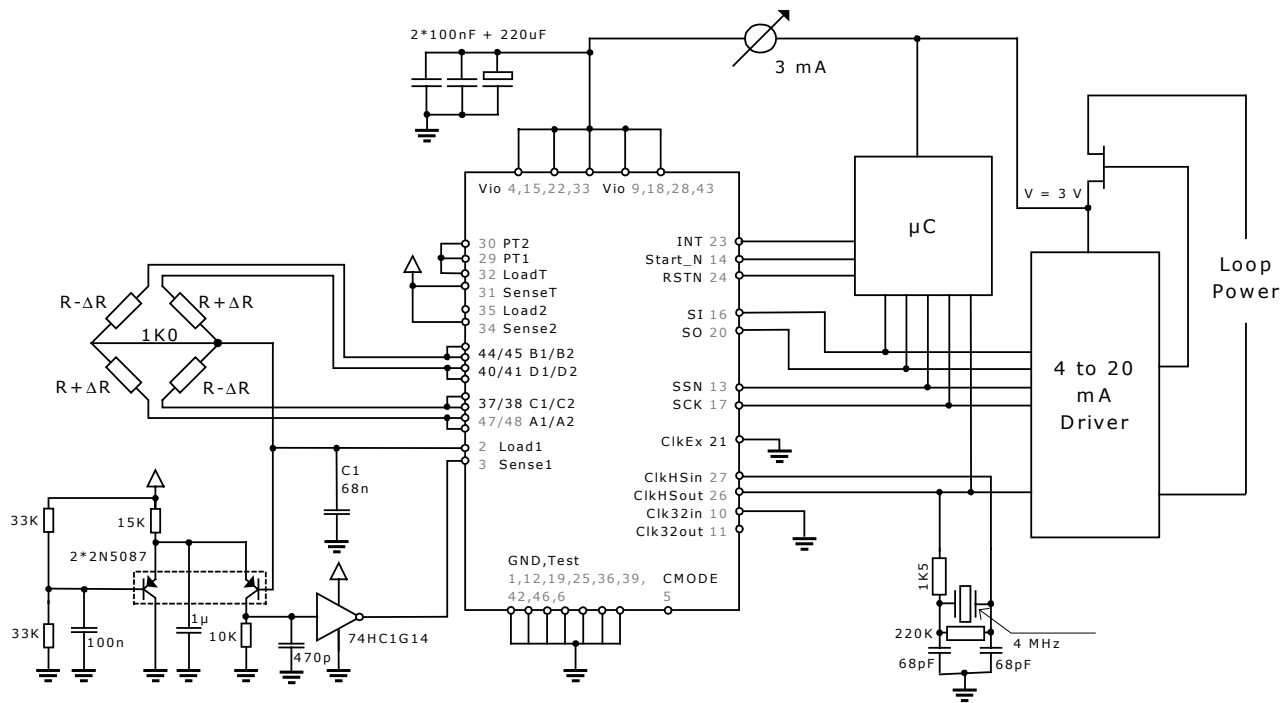 2*100nF + 220uF
3 mA
Vio 4,15,22,33 Vio 9,18,28,43
V = 3 V
µC
Loop
Power
30 PT2
29 PT1
32 LoadT
31 SenseT
35 Load2
34 Sense2
44/45 B1/B2
40/41 D1/D2
37/38 C1/C2
47/48 A1/A2
2 Load1
3 Sense1
INT 23
Start_N 14
RSTN 24
SI 16
SO 20
SSN 13
SCK 17
ClkEx 21
ClkHSin 27
ClkHSout 26
Clk32in 10
Clk32out 11
4 to 20
mA
Driver
R-ΔR
R+ΔR
1K0
R+ΔR
R-ΔR
C1
68n
33K
15K
2*2N5087
33K
100n
1µ
10K
470p
74HC1G14
GND,Test
1,12,19,25,36,39,
42,46,6
CMODE
5
1K5
220K
4 MHz
68pF
68pF